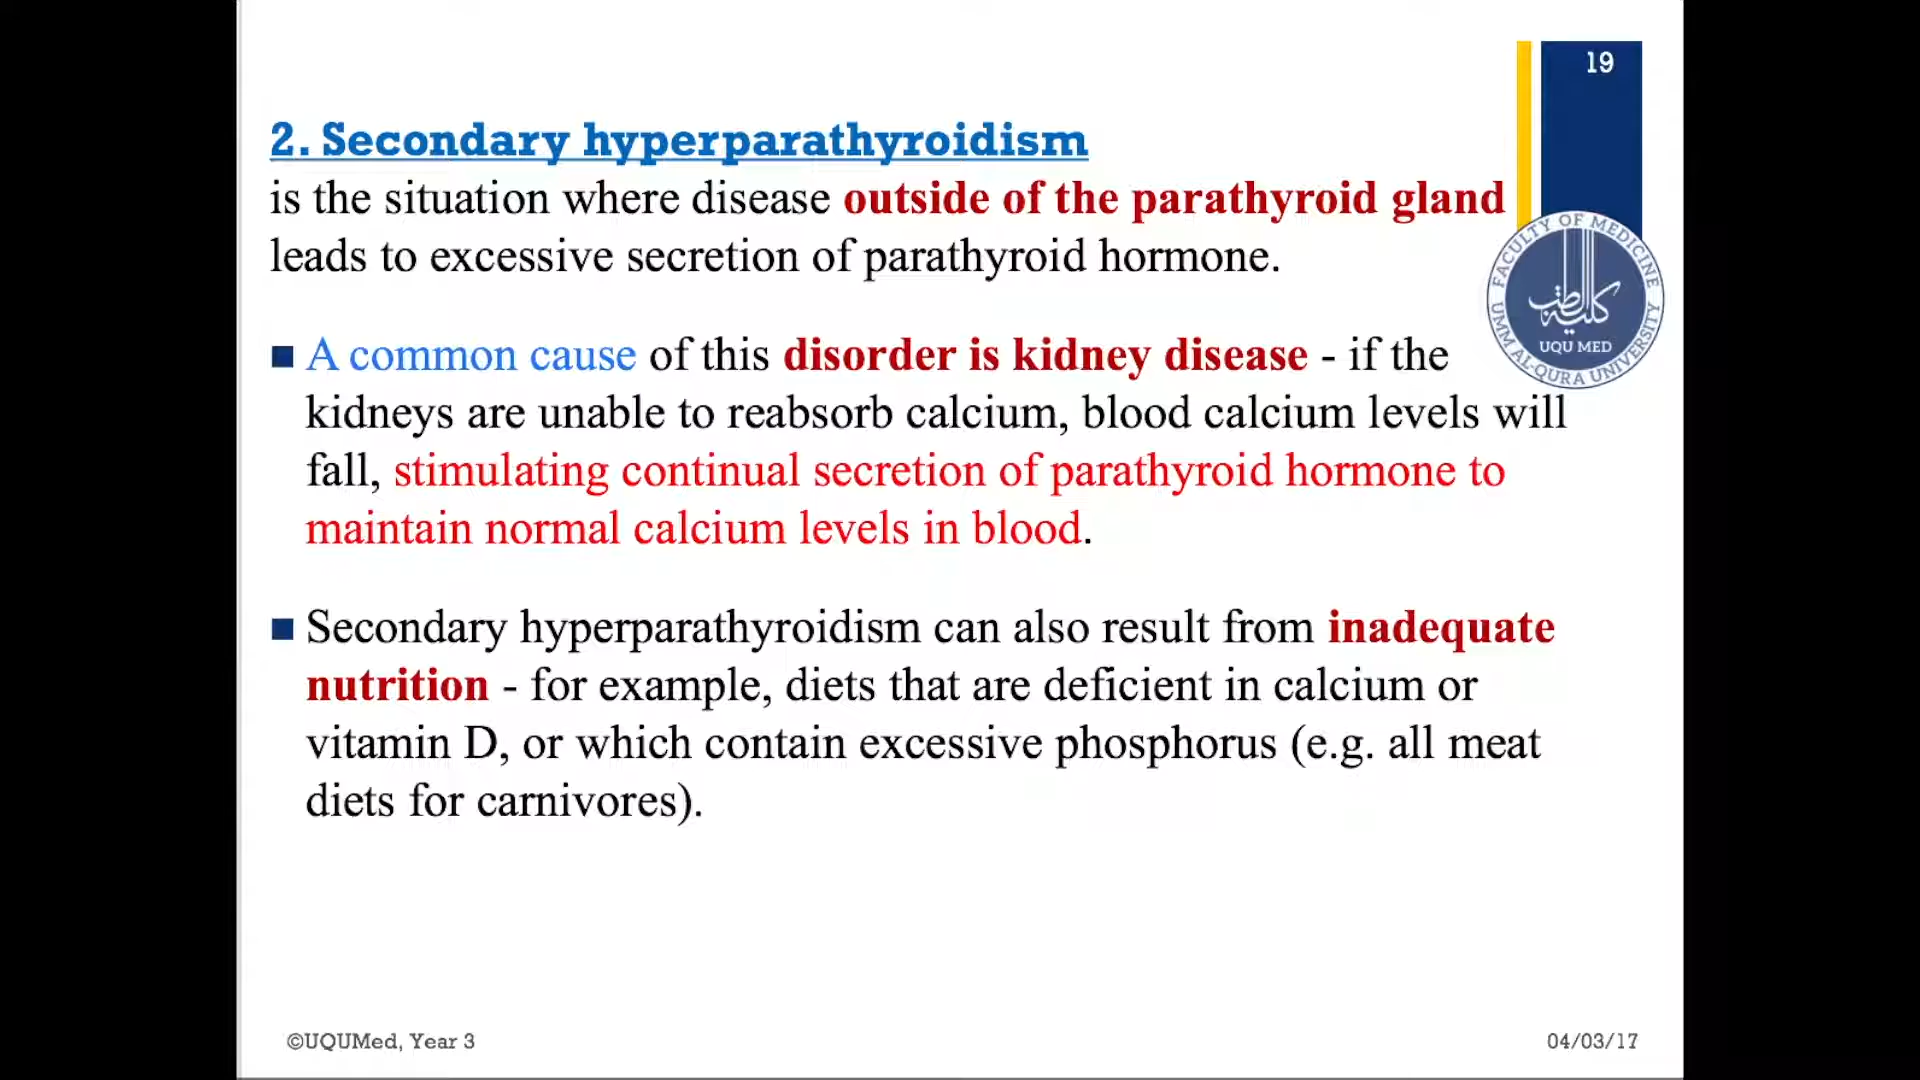 19
2. Secondary hyperparathyroidism
is the situation where disease outside of the parathyroid gland
leads to excessive secretion of parathyroid hormone.
FACULTY OF MEDICINE
كلية الطب
UQU MED
UMM AL-QURA UNIVERSITY
■ A common cause of this disorder is kidney disease - if the
kidneys are unable to reabsorb calcium, blood calcium levels will
fall, stimulating continual secretion of parathyroid hormone to
maintain normal calcium levels in blood.
■ Secondary hyperparathyroidism can also result from inadequate
nutrition - for example, diets that are deficient in calcium or
vitamin D, or which contain excessive phosphorus (e.g. all meat
diets for carnivores).
©UQUMed, Year 3
04/03/17